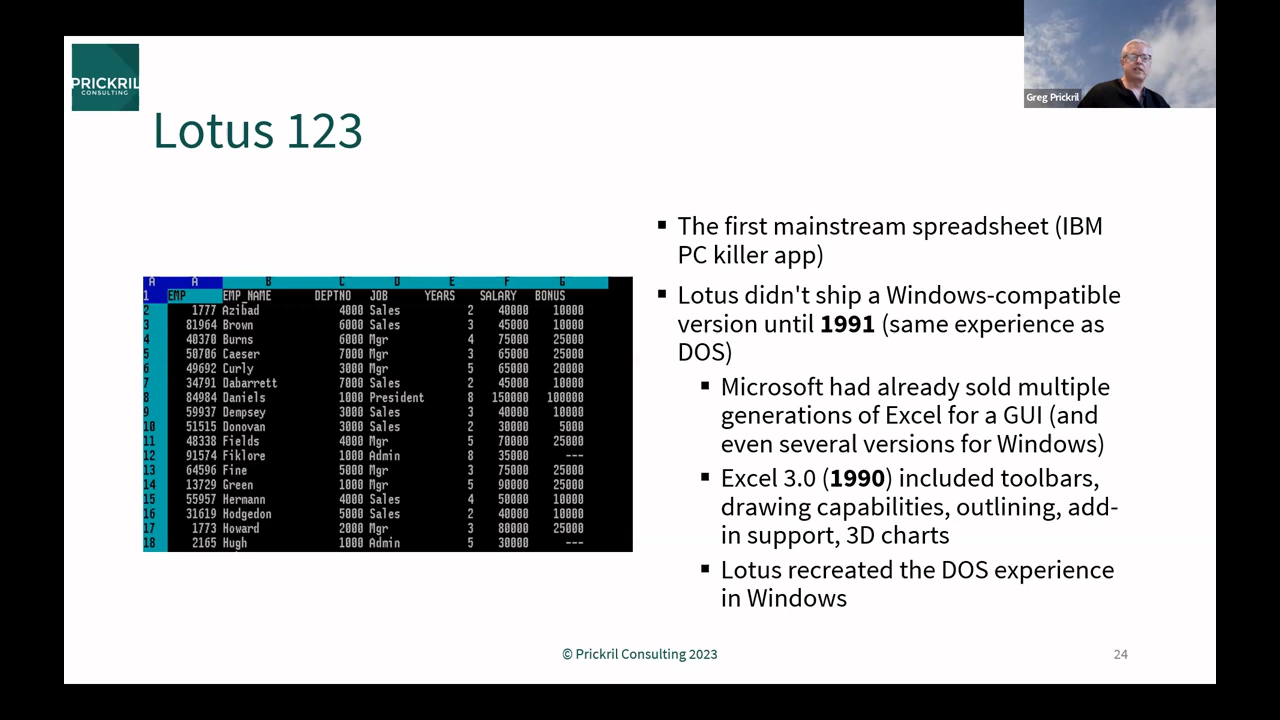 PRICKRIL
CONSULTING
Greg Prickril
Lotus 123
A A B C D E F G
1 EMP EMP_NAME DEPTNO JOB YEARS SALARY BONUS
2 1777 Azibad 4000 Sales 2 40000 10000
3 81964 Brown 6000 Sales 3 45000 10000
4 40370 Burns 6000 Mgr 4 75000 25000
5 50706 Caeser 7000 Mgr 3 65000 25000
6 49692 Curly 3000 Mgr 5 65000 20000
7 34791 Dabarrett 7000 Sales 2 45000 10000
8 84984 Daniels 1000 President 8 150000 100000
9 59937 Dempsey 3000 Sales 3 40000 10000
10 51515 Donovan 3000 Sales 2 30000 5000
11 48338 Fields 4000 Mgr 5 70000 25000
12 91574 Fiklore 1000 Admin 8 35000 ---
13 64596 Fine 5000 Mgr 3 75000 25000
14 13729 Green 1000 Mgr 5 90000 25000
15 55957 Hermann 4000 Sales 4 50000 10000
16 31619 Hodgedon 5000 Sales 2 40000 10000
17 1773 Howard 2000 Mgr 3 80000 25000
18 2165 Hugh 1000 Admin 5 30000 ---
▪ The first mainstream spreadsheet (IBM
PC killer app)
▪ Lotus didn't ship a Windows-compatible
version until 1991 (same experience as
DOS)
▪ Microsoft had already sold multiple
generations of Excel for a GUI (and
even several versions for Windows)
▪ Excel 3.0 (1990) included toolbars,
drawing capabilities, outlining, add-
in support, 3D charts
▪ Lotus recreated the DOS experience
in Windows
© Prickril Consulting 2023
24